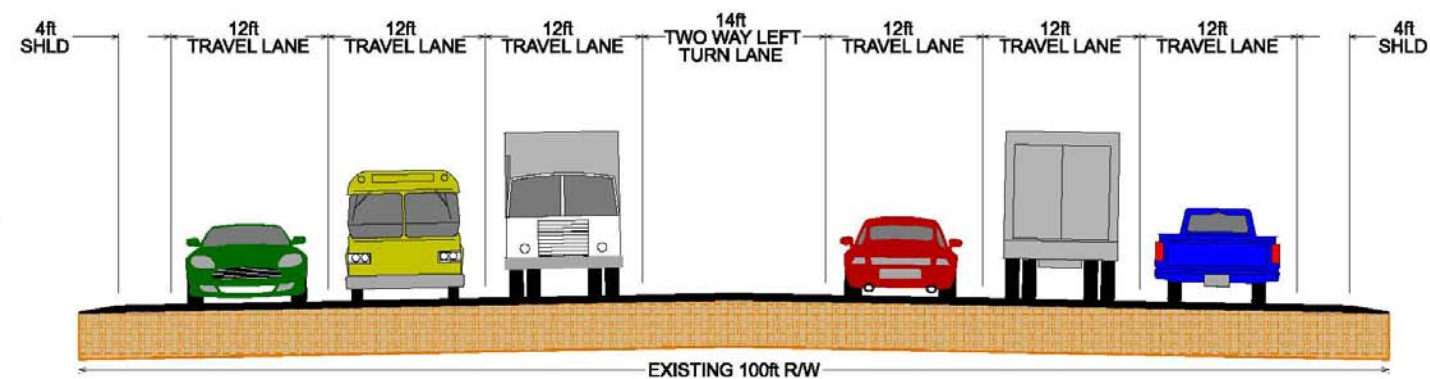 4ft
SHLD
12ft
TRAVEL LANE
12ft
TRAVEL LANE
12ft
TRAVEL LANE
14ft
TWO WAY LEFT
TURN LANE
12ft
TRAVEL LANE
12ft
TRAVEL LANE
12ft
TRAVEL LANE
4ft
SHLD
EXISTING 100ft R/W